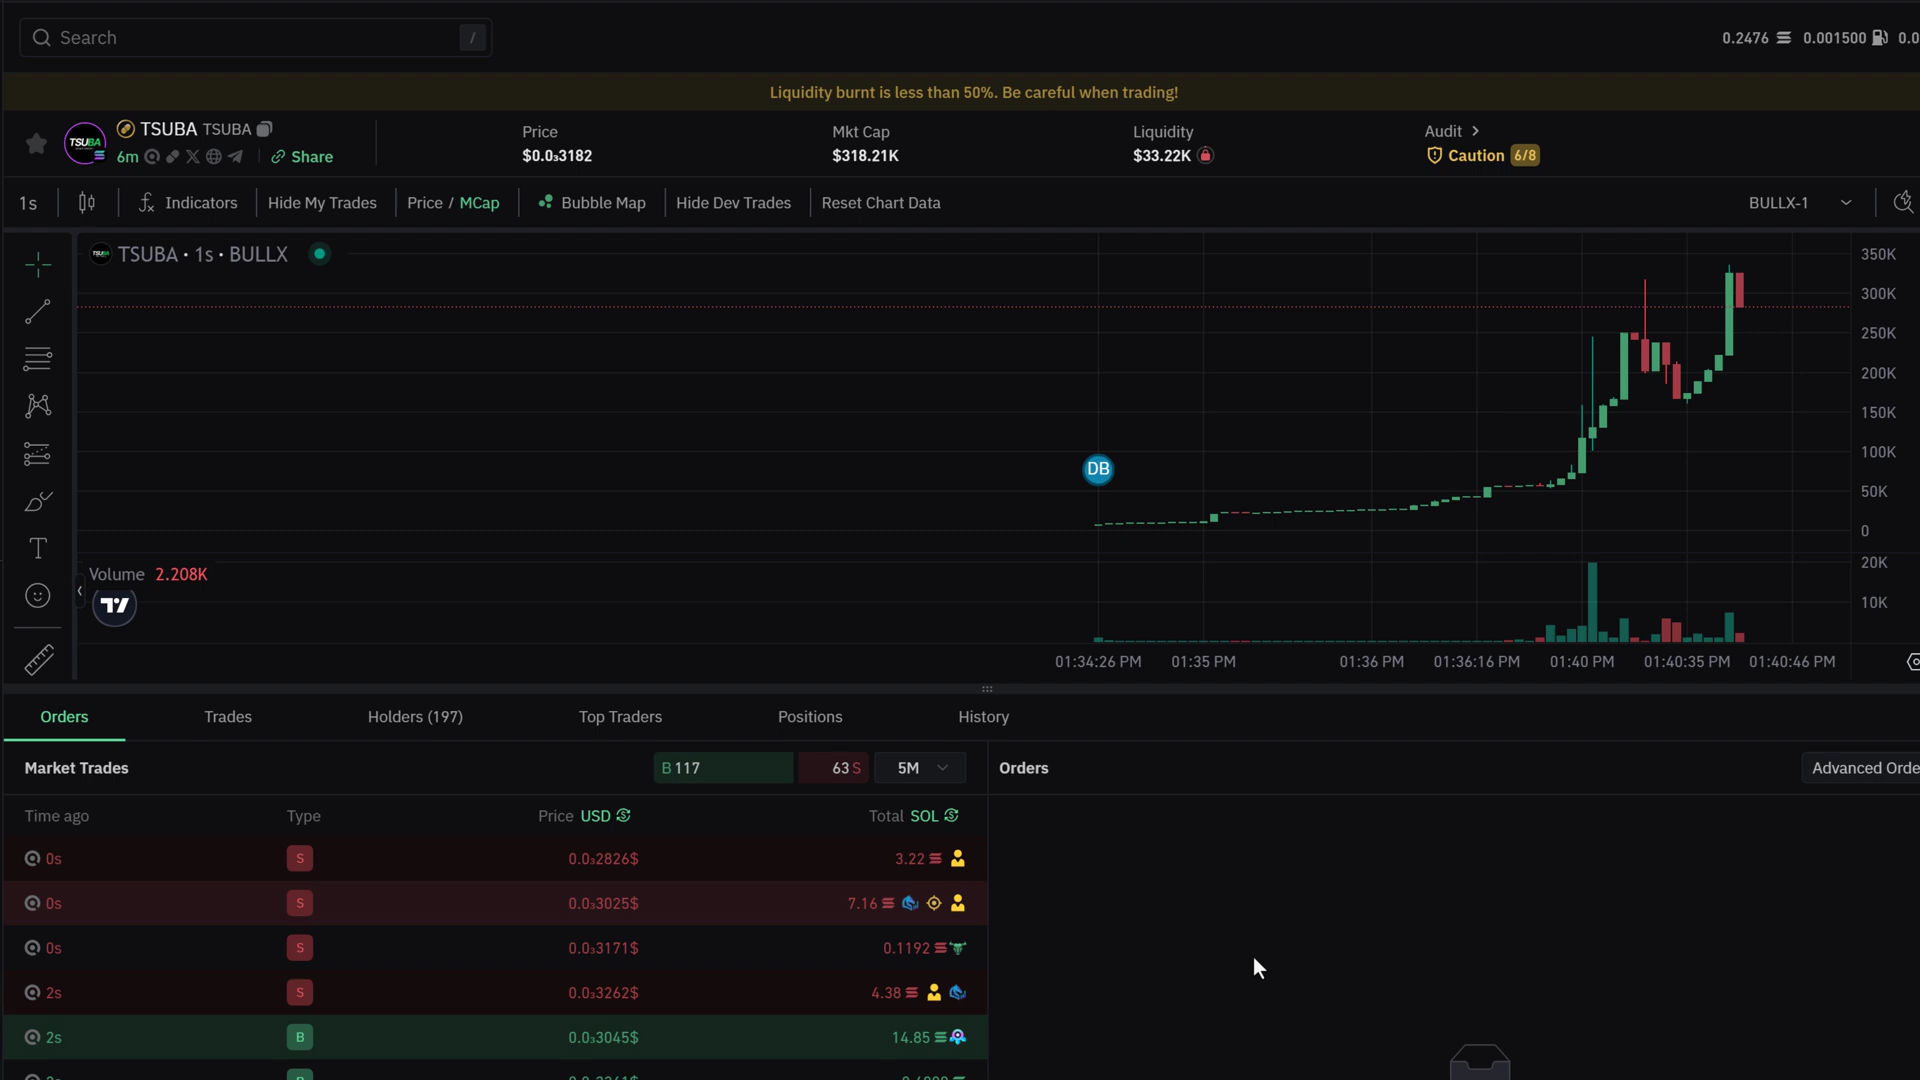 Search /
0.2476 0.001500 0.0
Liquidity burnt is less than 50%. Be careful when trading!
TSUBA TSUBA TSUBA
6m Share
Price
$0.0₃3182
Mkt Cap
$318.21K
Liquidity
$33.22K
Audit
Caution 6/8
1s Indicators Hide My Trades Price / MCap Bubble Map Hide Dev Trades Reset Chart Data BULLX-1
TSUBA TSUBA · 1s · BULLX
350K
300K
250K
200K
150K
100K
50K
0
DB
Volume 2.208K
20K
10K
01:34:26 PM 01:35 PM 01:36 PM 01:36:16 PM 01:40 PM 01:40:35 PM 01:40:46 PM
Orders Trades Holders (197) Top Traders Positions History
Market Trades B 117 63 S 5M
Orders Advanced Orde
Time ago Type Price USD Total SOL
0s S 0.0₃2826$ 3.22
0s S 0.0₃3025$ 7.16
0s S 0.0₃3171$ 0.1192
2s S 0.0₃3262$ 4.38
2s B 0.0₃3045$ 14.85